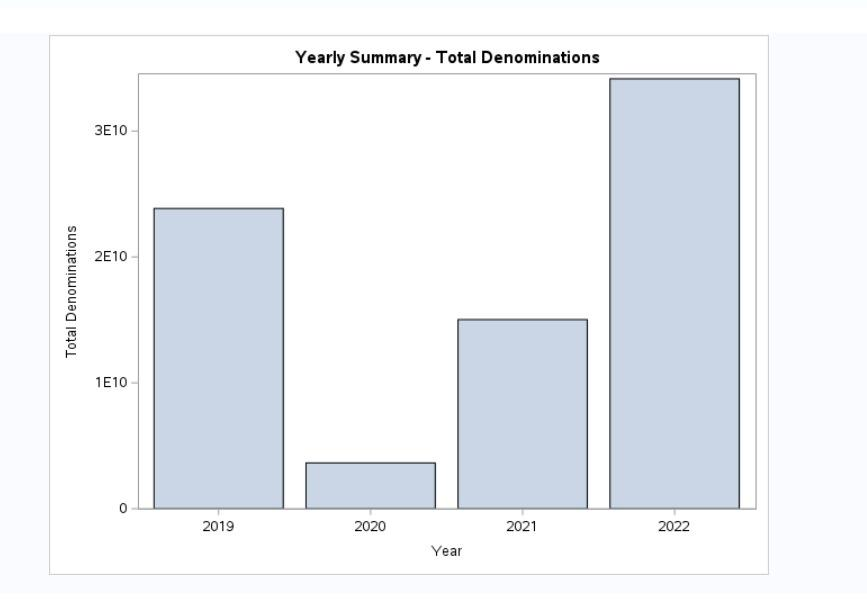 Yearly Summary - Total Denominations
3E10
2E10
1E10
0
Total Denominations
2019 2020 2021 2022
Year